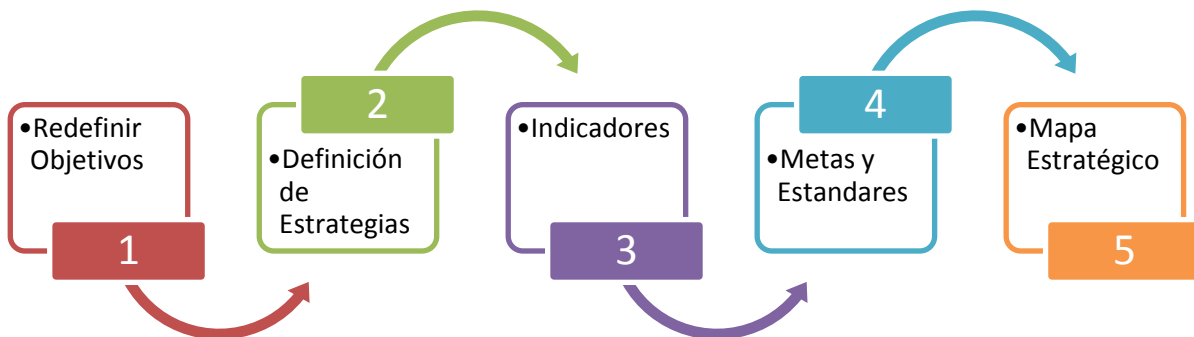 •Redefinir
Objetivos
1
2
•Definición
de
Estrategias
•Indicadores
3
4
•Metas y
Estandares
•Mapa
Estratégico
5